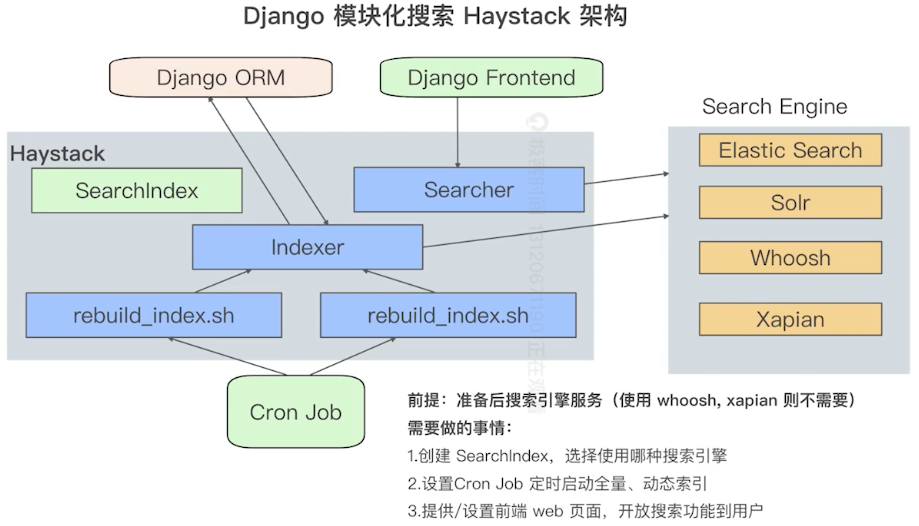 Django 模块化搜索 Haystack 架构
Django ORM
Django Frontend
Search Engine
Haystack
Elastic Search
SearchIndex
Searcher
Solr
Indexer
Whoosh
rebuild_index.sh
rebuild_index.sh
Xapian
Cron Job
前提：准备后搜索引擎服务（使用 whoosh, xapian 则不需要）
需要做的事情：
1.创建 SearchIndex，选择使用哪种搜索引擎
2.设置Cron Job 定时启动全量、动态索引
3.提供/设置前端 web 页面，开放搜索功能到用户